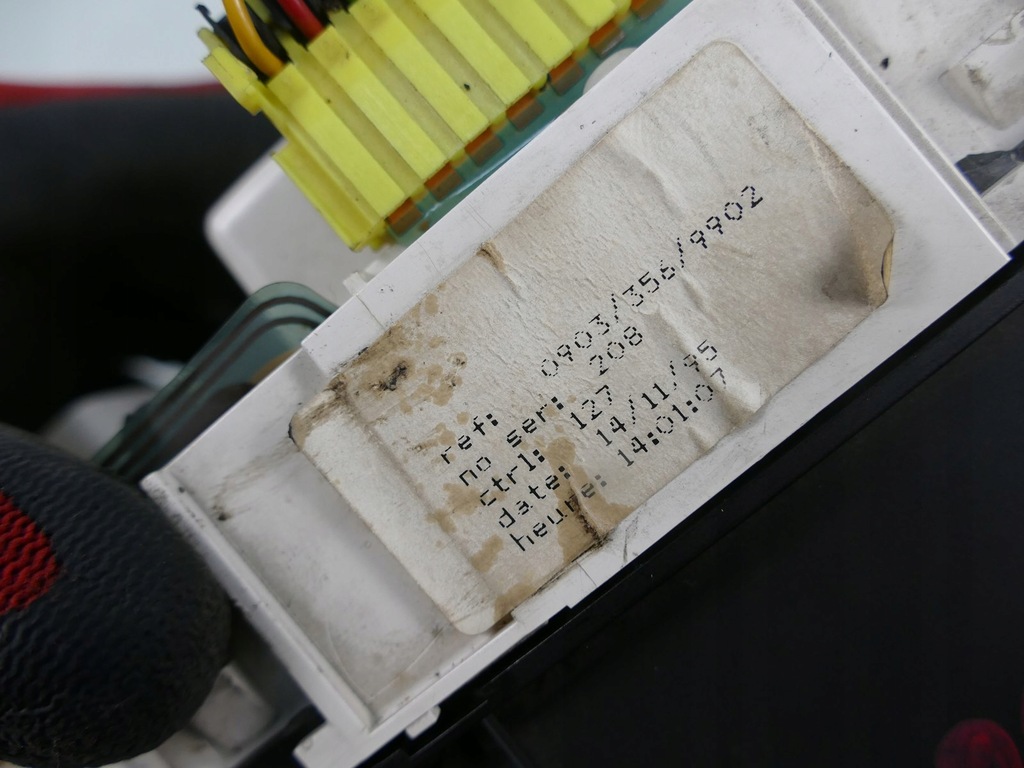 ref: 0903/356/9902
no ser: 208
ctrl: 127
date: 14/11/95
heure: 14:01:07